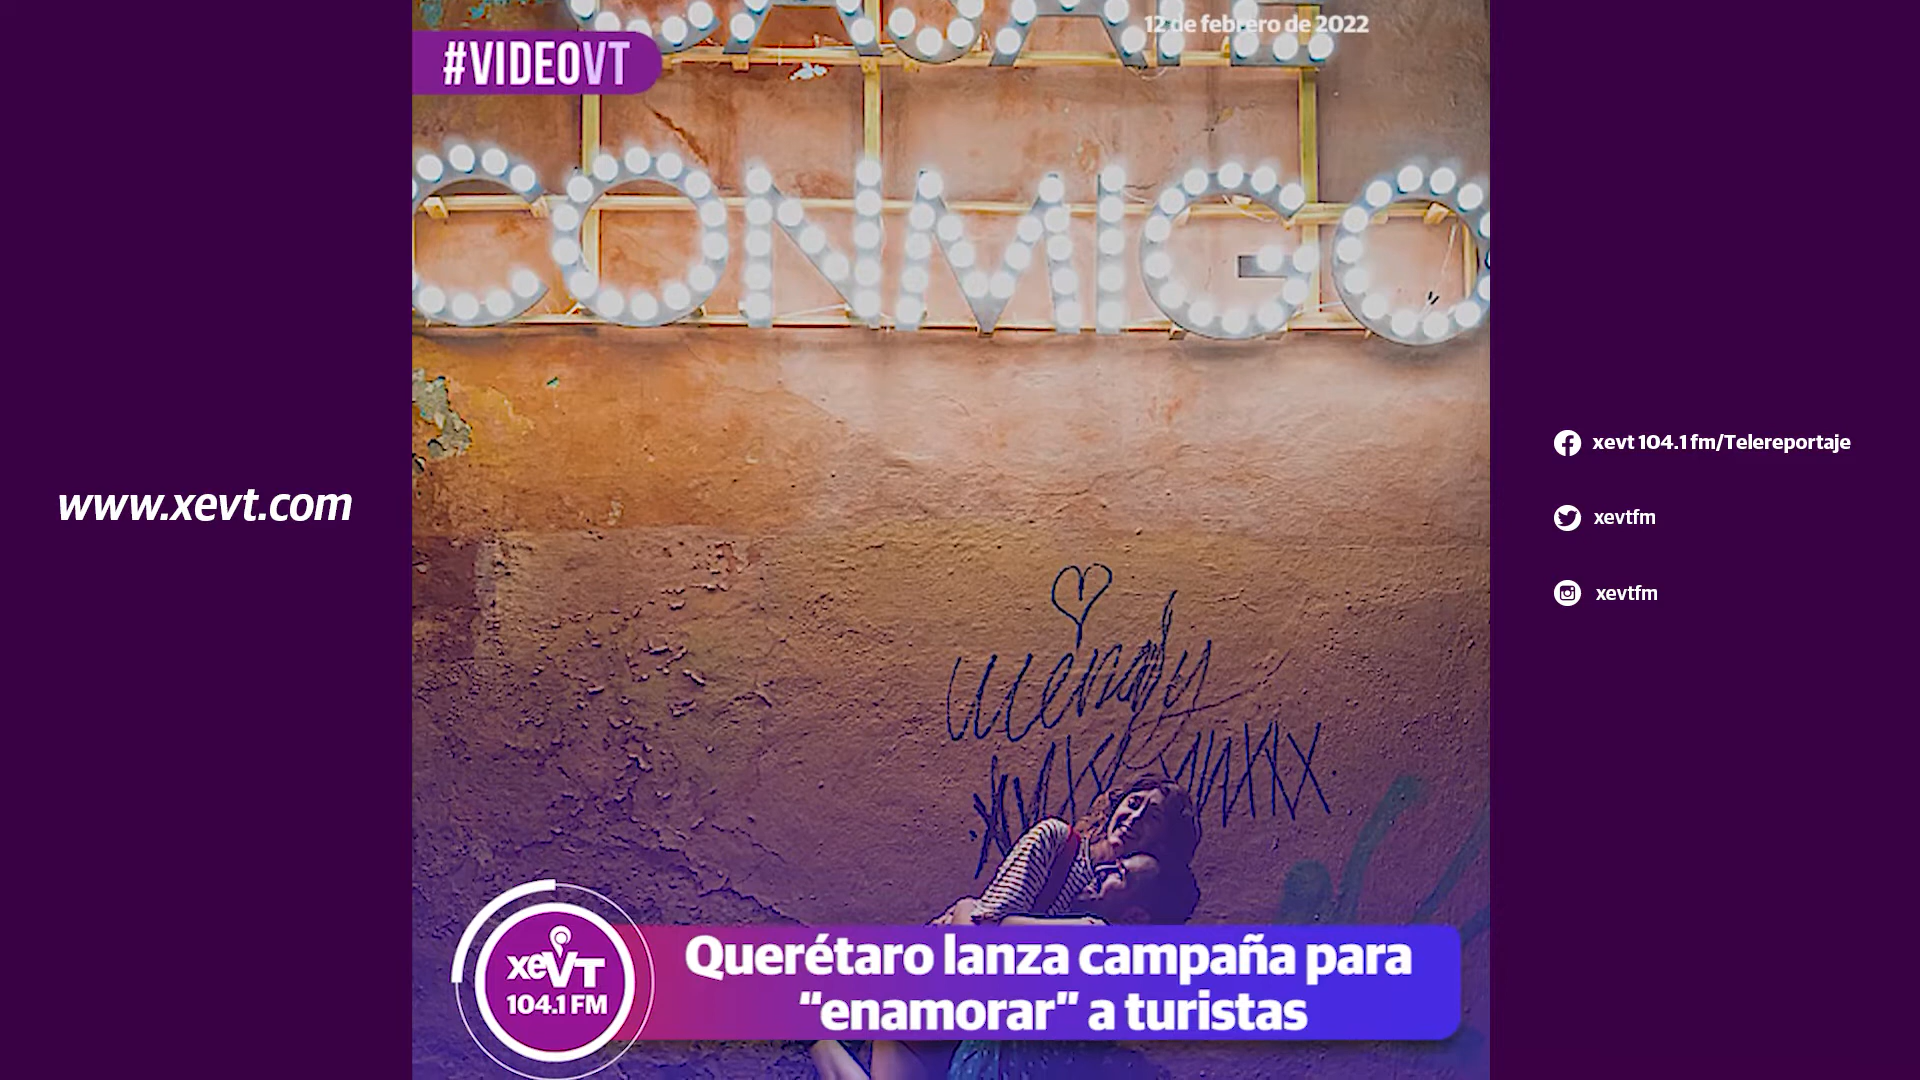 12 de febrero de 2022
#VIDEOVT
CONMIGO
www.xevt.com
xevt 104.1 fm/Telereportaje
xevtfm
xevtfm
Wendy
xeVT
104.1 FM
Querétaro lanza campaña para
“enamorar” a turistas